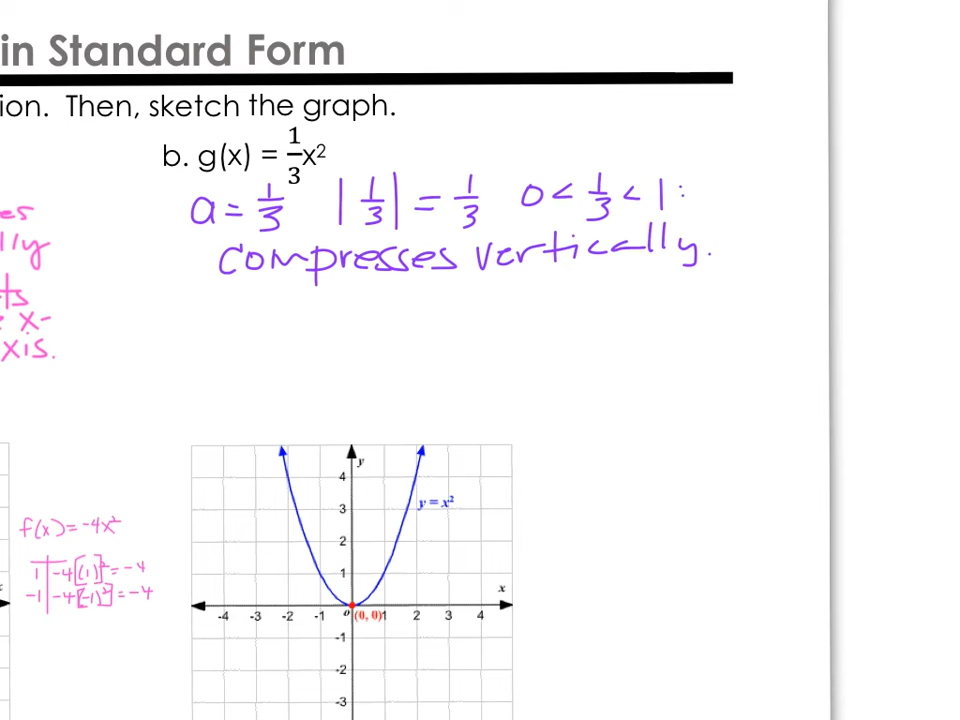 in Standard Form
ion. Then, sketch the graph.
b. g(x) = 1/3 x²
a = 1/3 |1/3| = 1/3 0 < 1/3 < 1:
compresses vertically.
es
lly
ts
x-
xis.
y
4
3
2
1
y = x²
x
-4 -3 -2 -1 o (0, 0) 1 2 3 4
-1
-2
-3
f(x) = -4x²
1 -4[(1)]² = -4
-1 -4[(-1)²] = -4